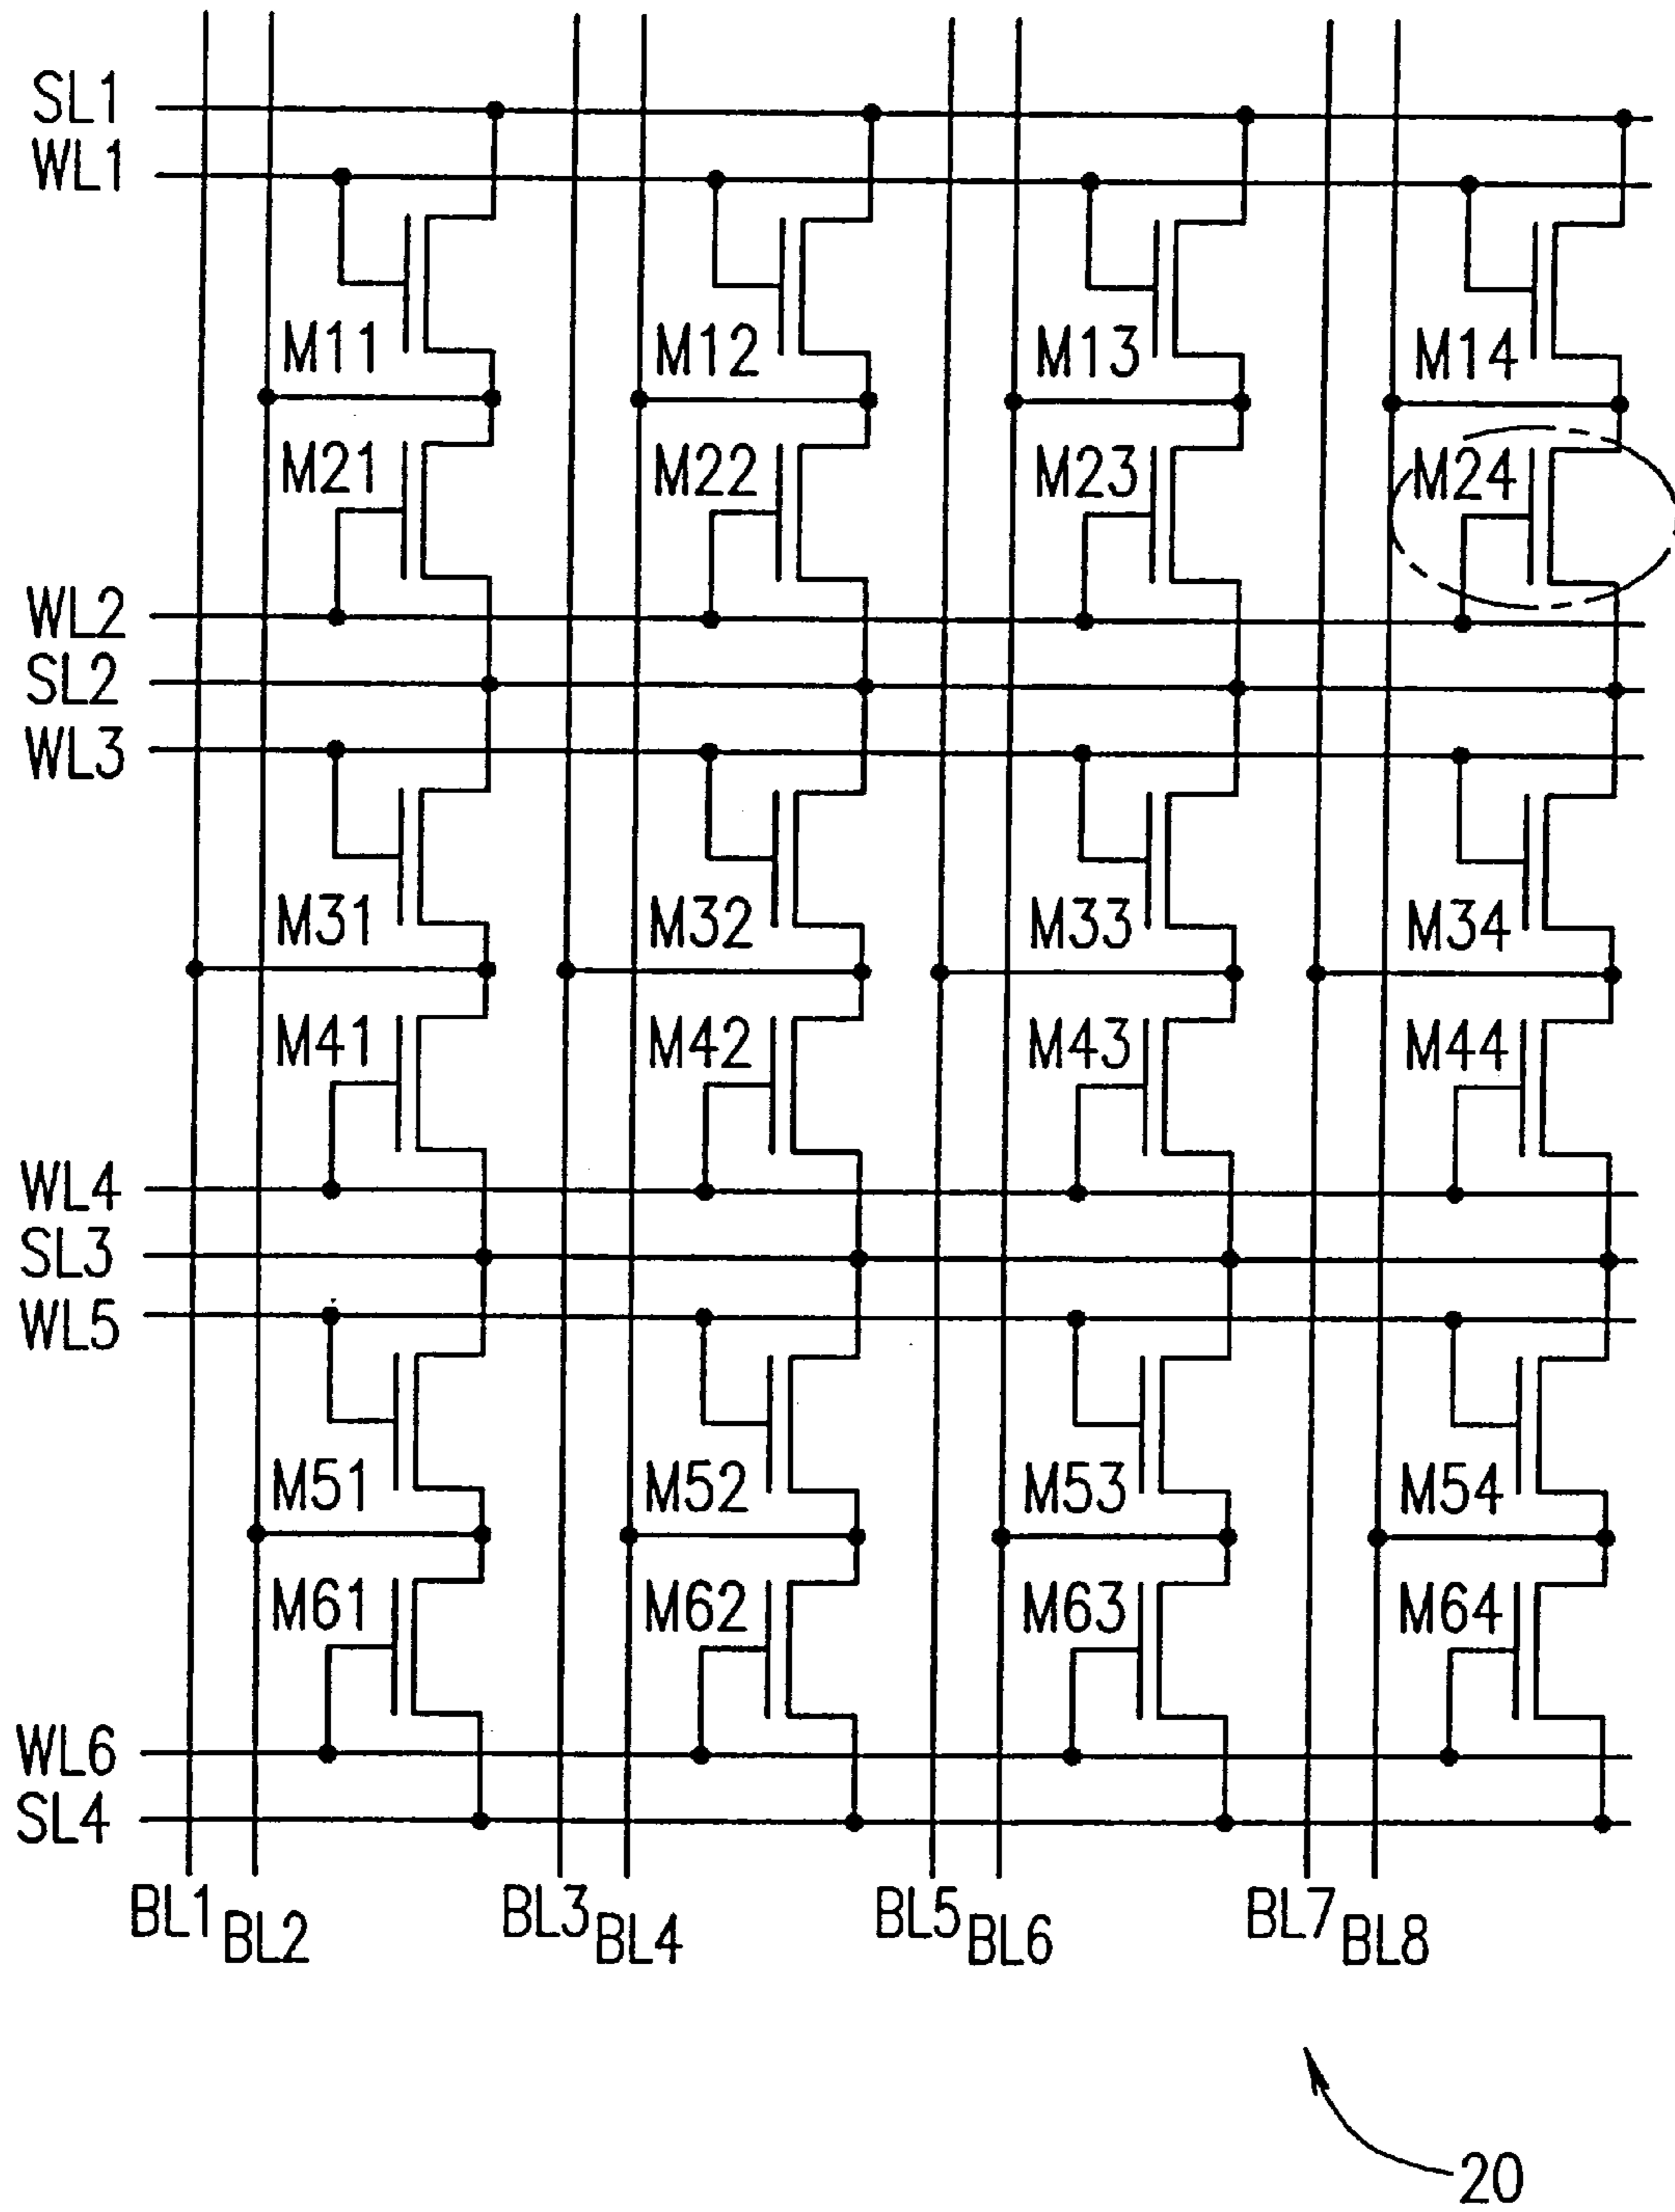 SL1
WL1
M11 M12 M13 M14
M21 M22 M23 M24
WL2
SL2
WL3
M31 M32 M33 M34
M41 M42 M43 M44
WL4
SL3
WL5
M51 M52 M53 M54
M61 M62 M63 M64
WL6
SL4
BL1 BL2 BL3 BL4 BL5 BL6 BL7 BL8
20